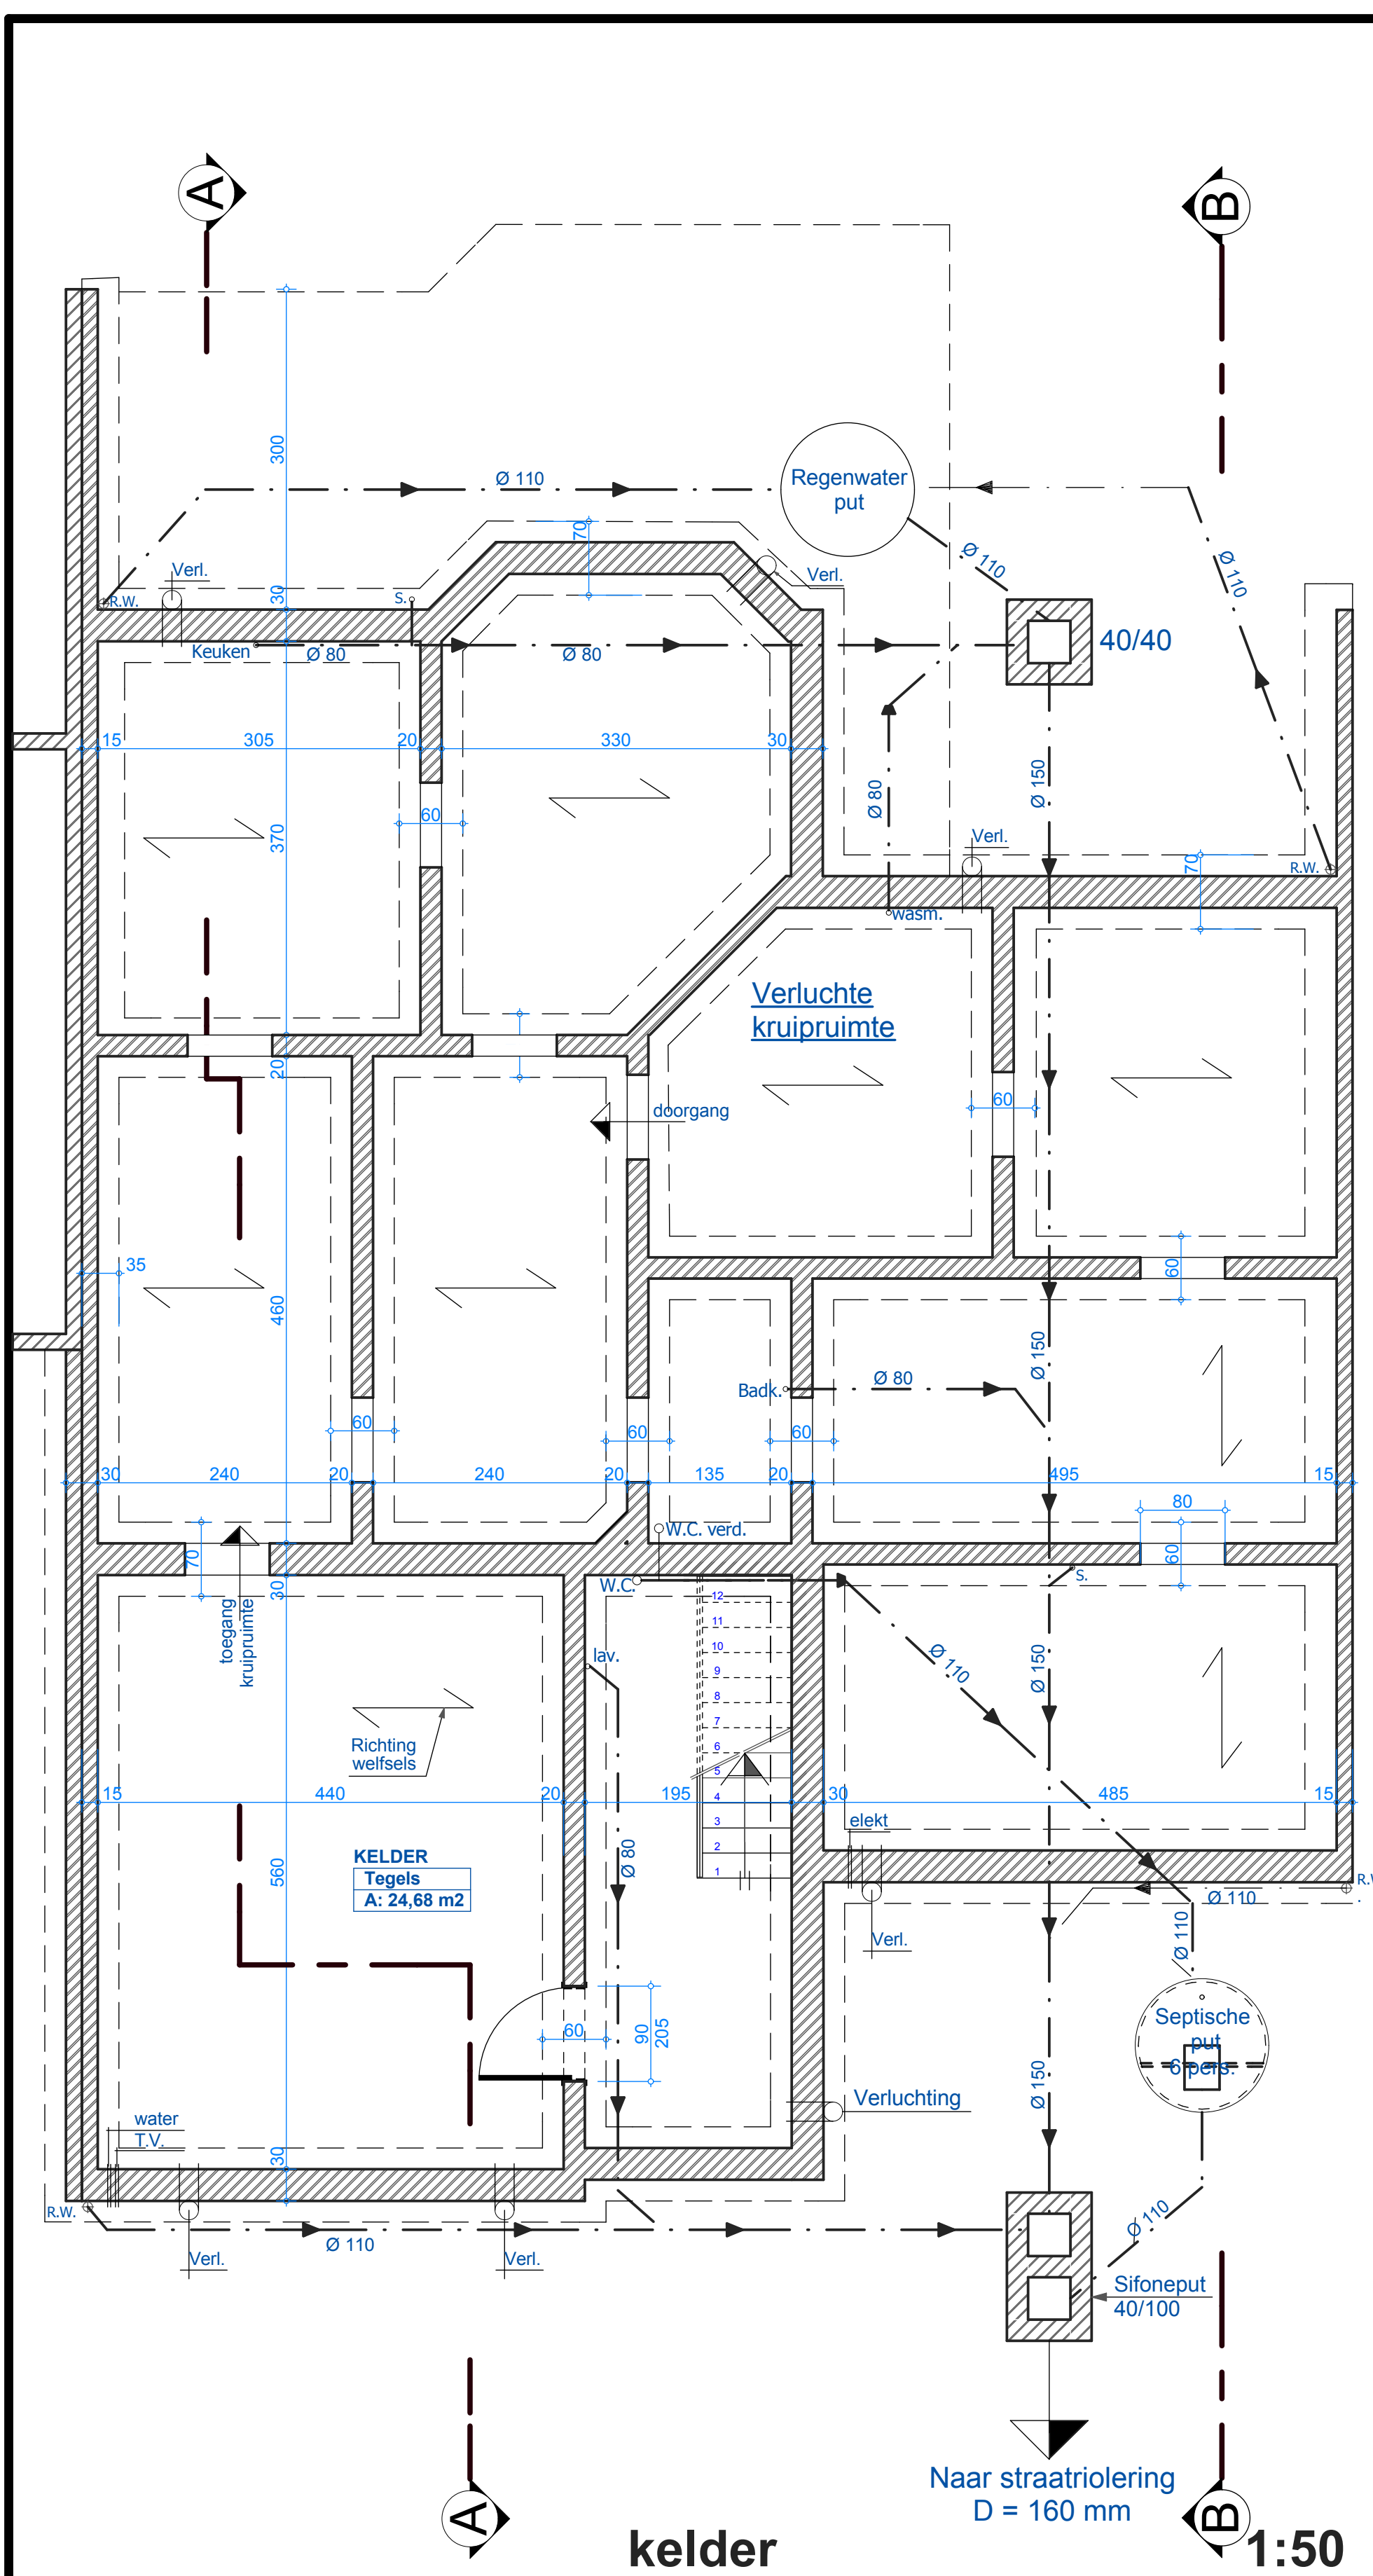 A
B
300
Ø 110
Regenwater
put
70
Ø 110
Ø 110
Verl.
Verl.
R.W.
30
S.
Keuken
Ø 80
Ø 80
40/40
15
305
20
330
30
Ø 150
Ø 80
60
370
Verl.
70
R.W.
wasm.
Verluchte
kruipruimte
20
60
doorgang
35
60
460
Ø 150
Badk.
Ø 80
60
60
60
30
240
20
240
20
135
20
495
15
80
W.C. verd.
70
60
30
W.C.
S.
toegang
kruipruimte
12
11
10
9
8
7
6
5
4
3
2
1
lav.
Ø 110
Ø 150
Richting
welfsels
15
440
20
195
30
485
15
elekt
KELDER
Tegels
A: 24,68 m2
560
Ø 80
R.W.
Ø 110
Verl.
Ø 110
Septische
put
6 pers.
60
90
205
Ø 150
Verluchting
water
T.V.
30
R.W.
Ø 110
Ø 110
Verl.
Verl.
Sifoneput
40/100
Naar straatriolering
D = 160 mm
A
B
kelder
1:50